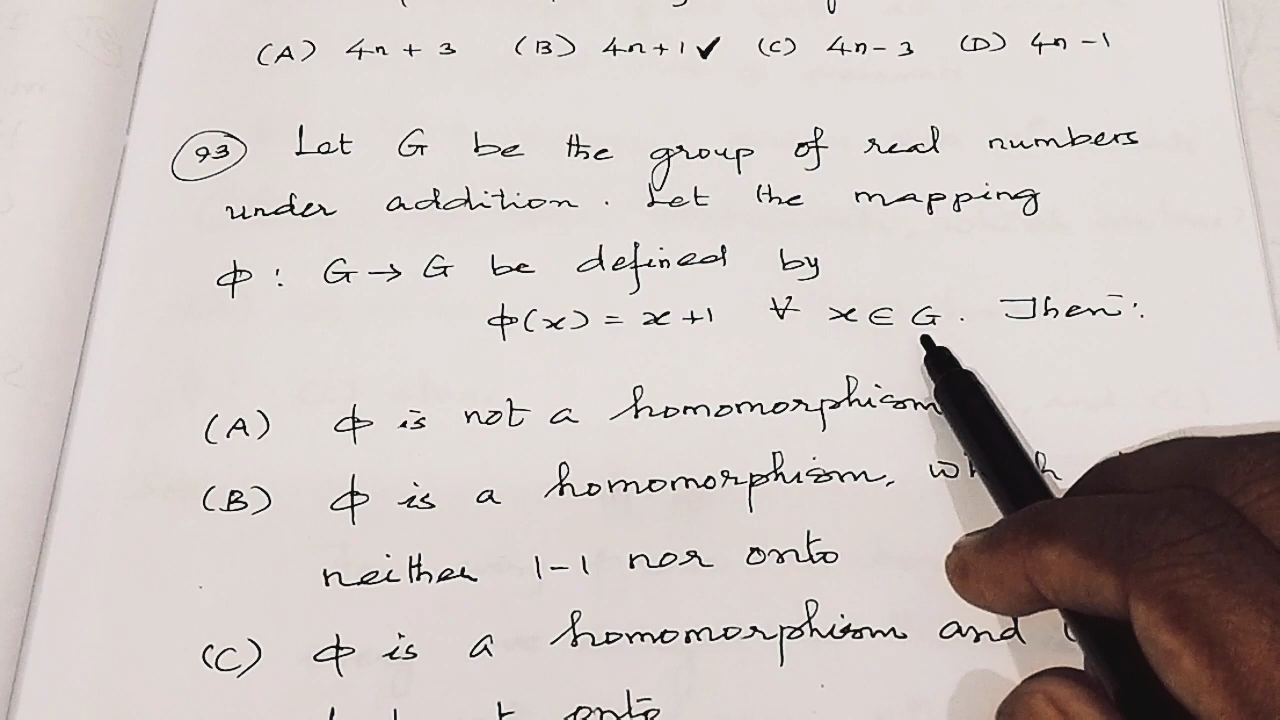 (A) 4n + 3 (B) 4n+1 ✓ (C) 4n - 3 (D) 4n - 1
93 Let G be the group of real numbers
under addition. Let the mapping
ϕ : G → G be defined by
ϕ(x) = x+1 ∀ x ∈ G. Then:
(A) ϕ is not a homomorphism
(B) ϕ is a homomorphism,
neither 1-1 nor onto
(C) ϕ is a homomorphism and
onto